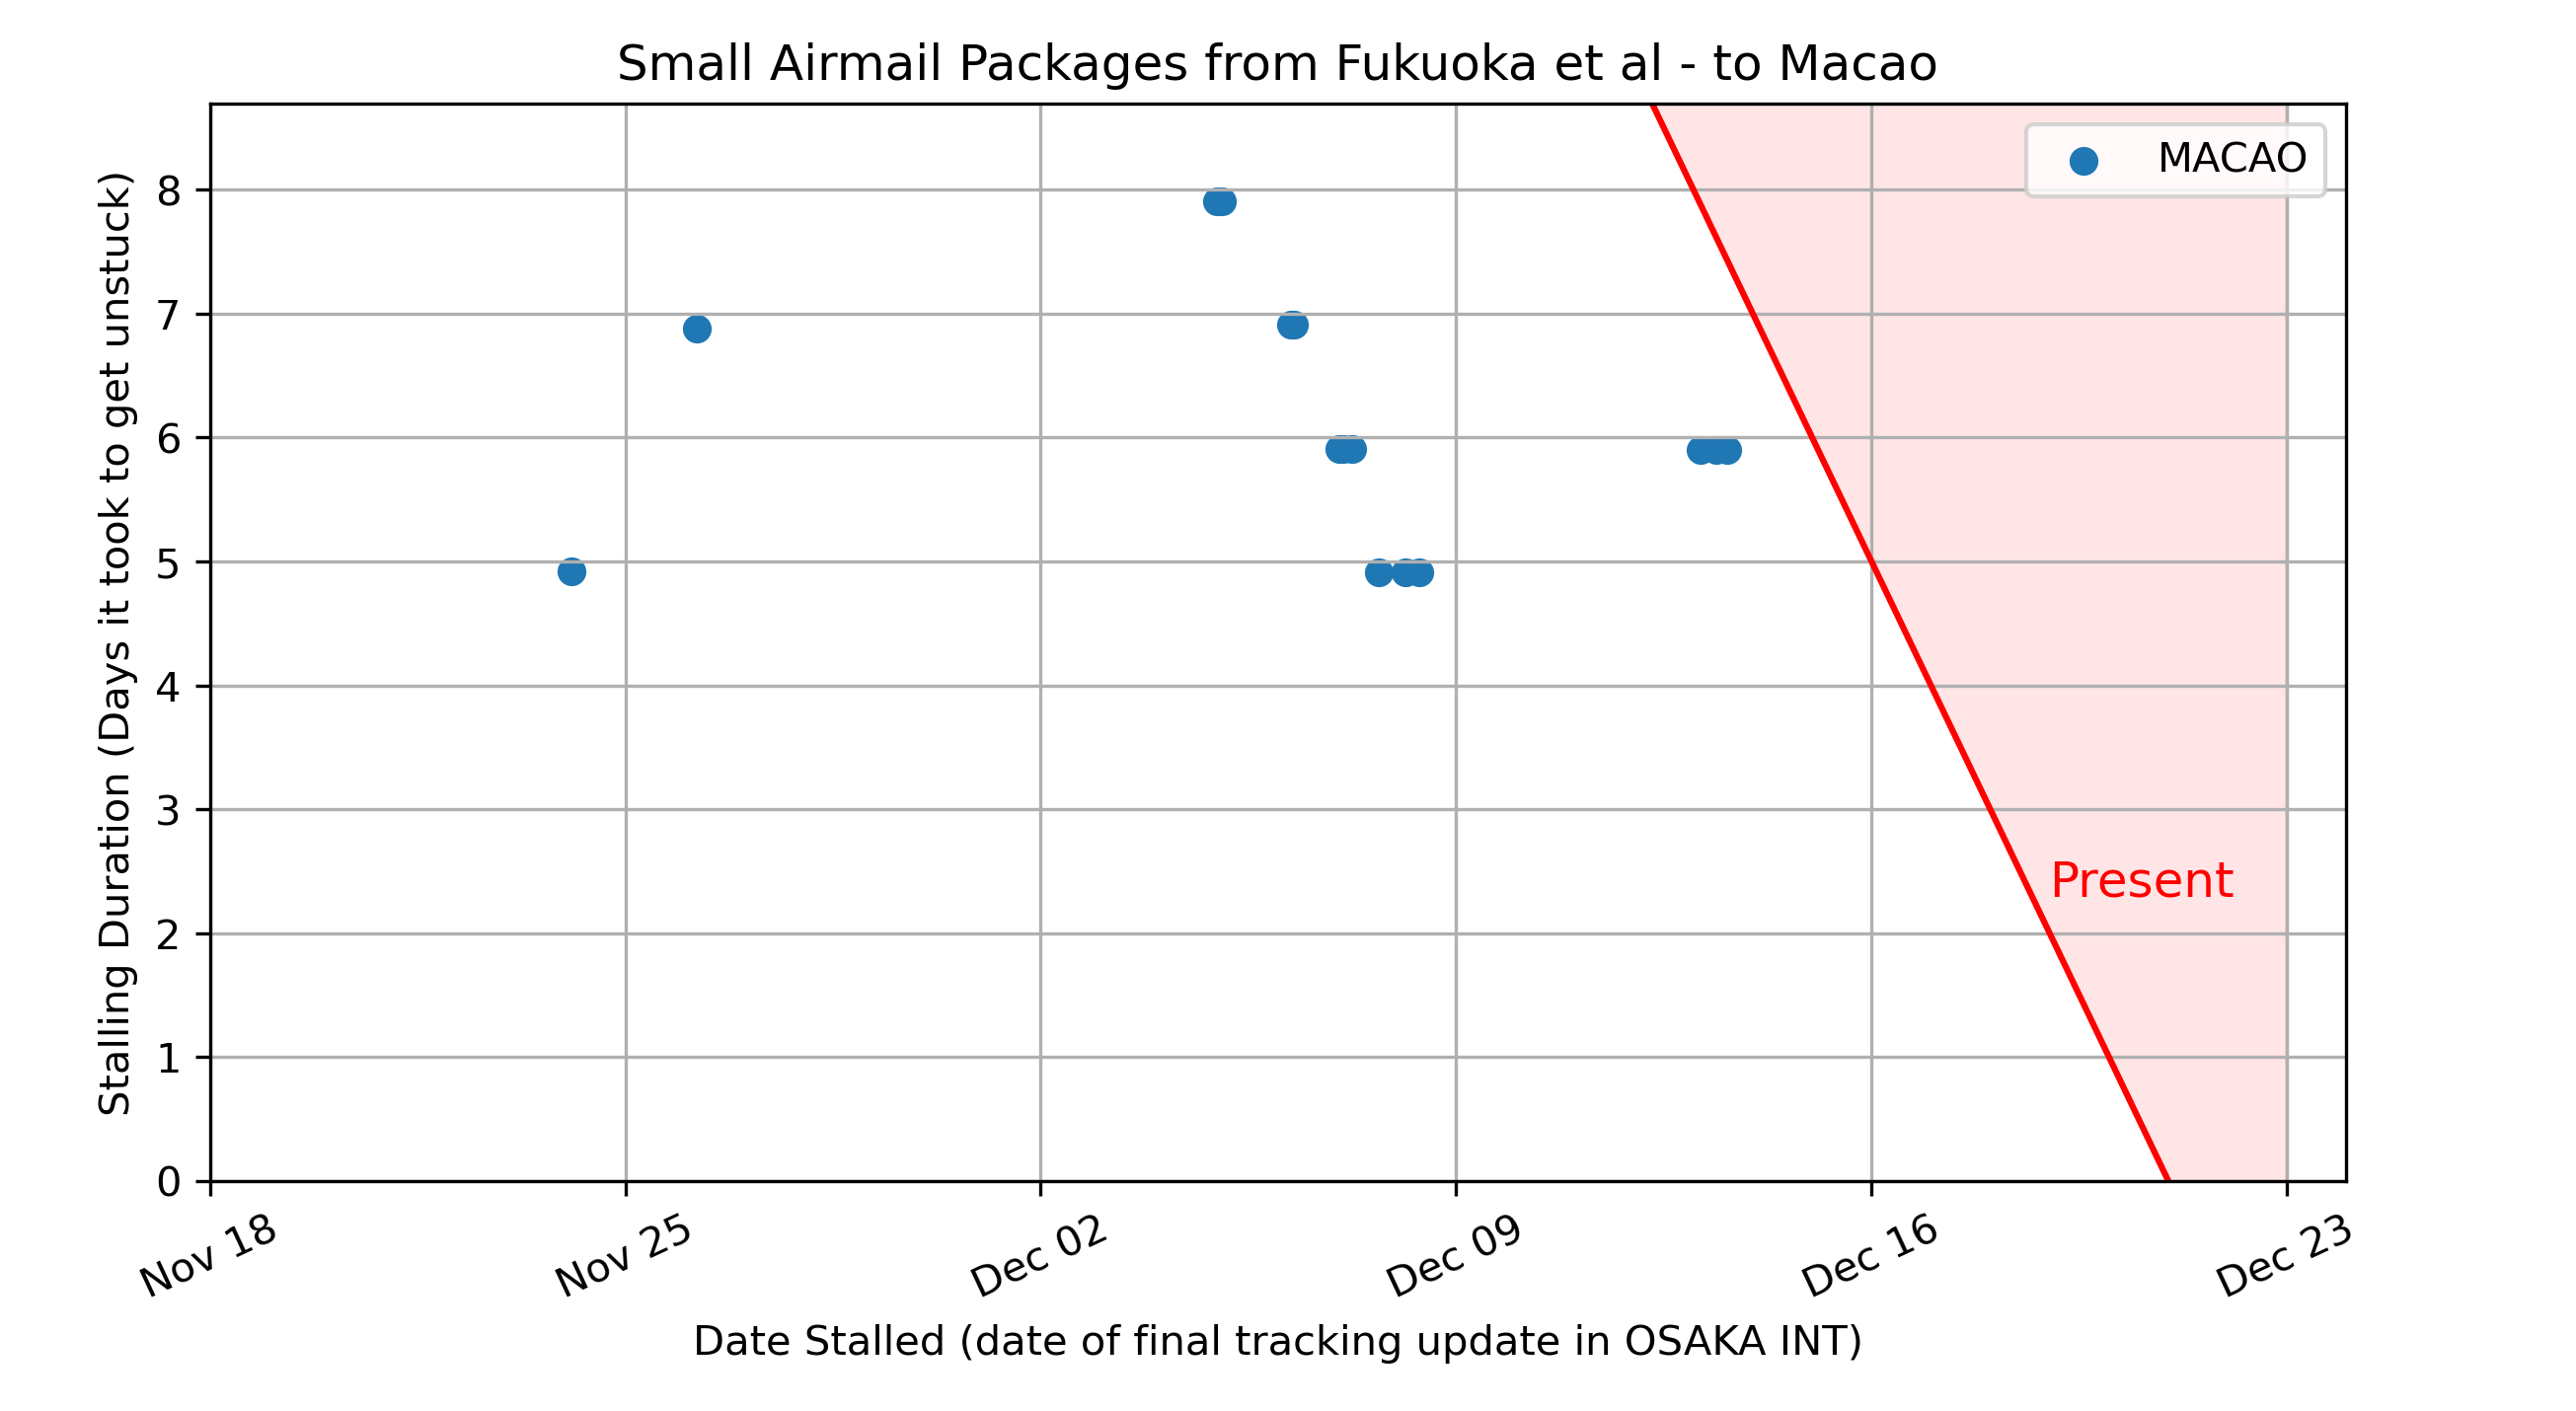 Small Airmail Packages from Fukuoka et al - to Macao
MACAO
Stalling Duration (Days it took to get unstuck)
8
7
6
5
4
3
2
1
0
Present
Nov 18
Nov 25
Dec 02
Dec 09
Dec 16
Dec 23
Date Stalled (date of final tracking update in OSAKA INT)